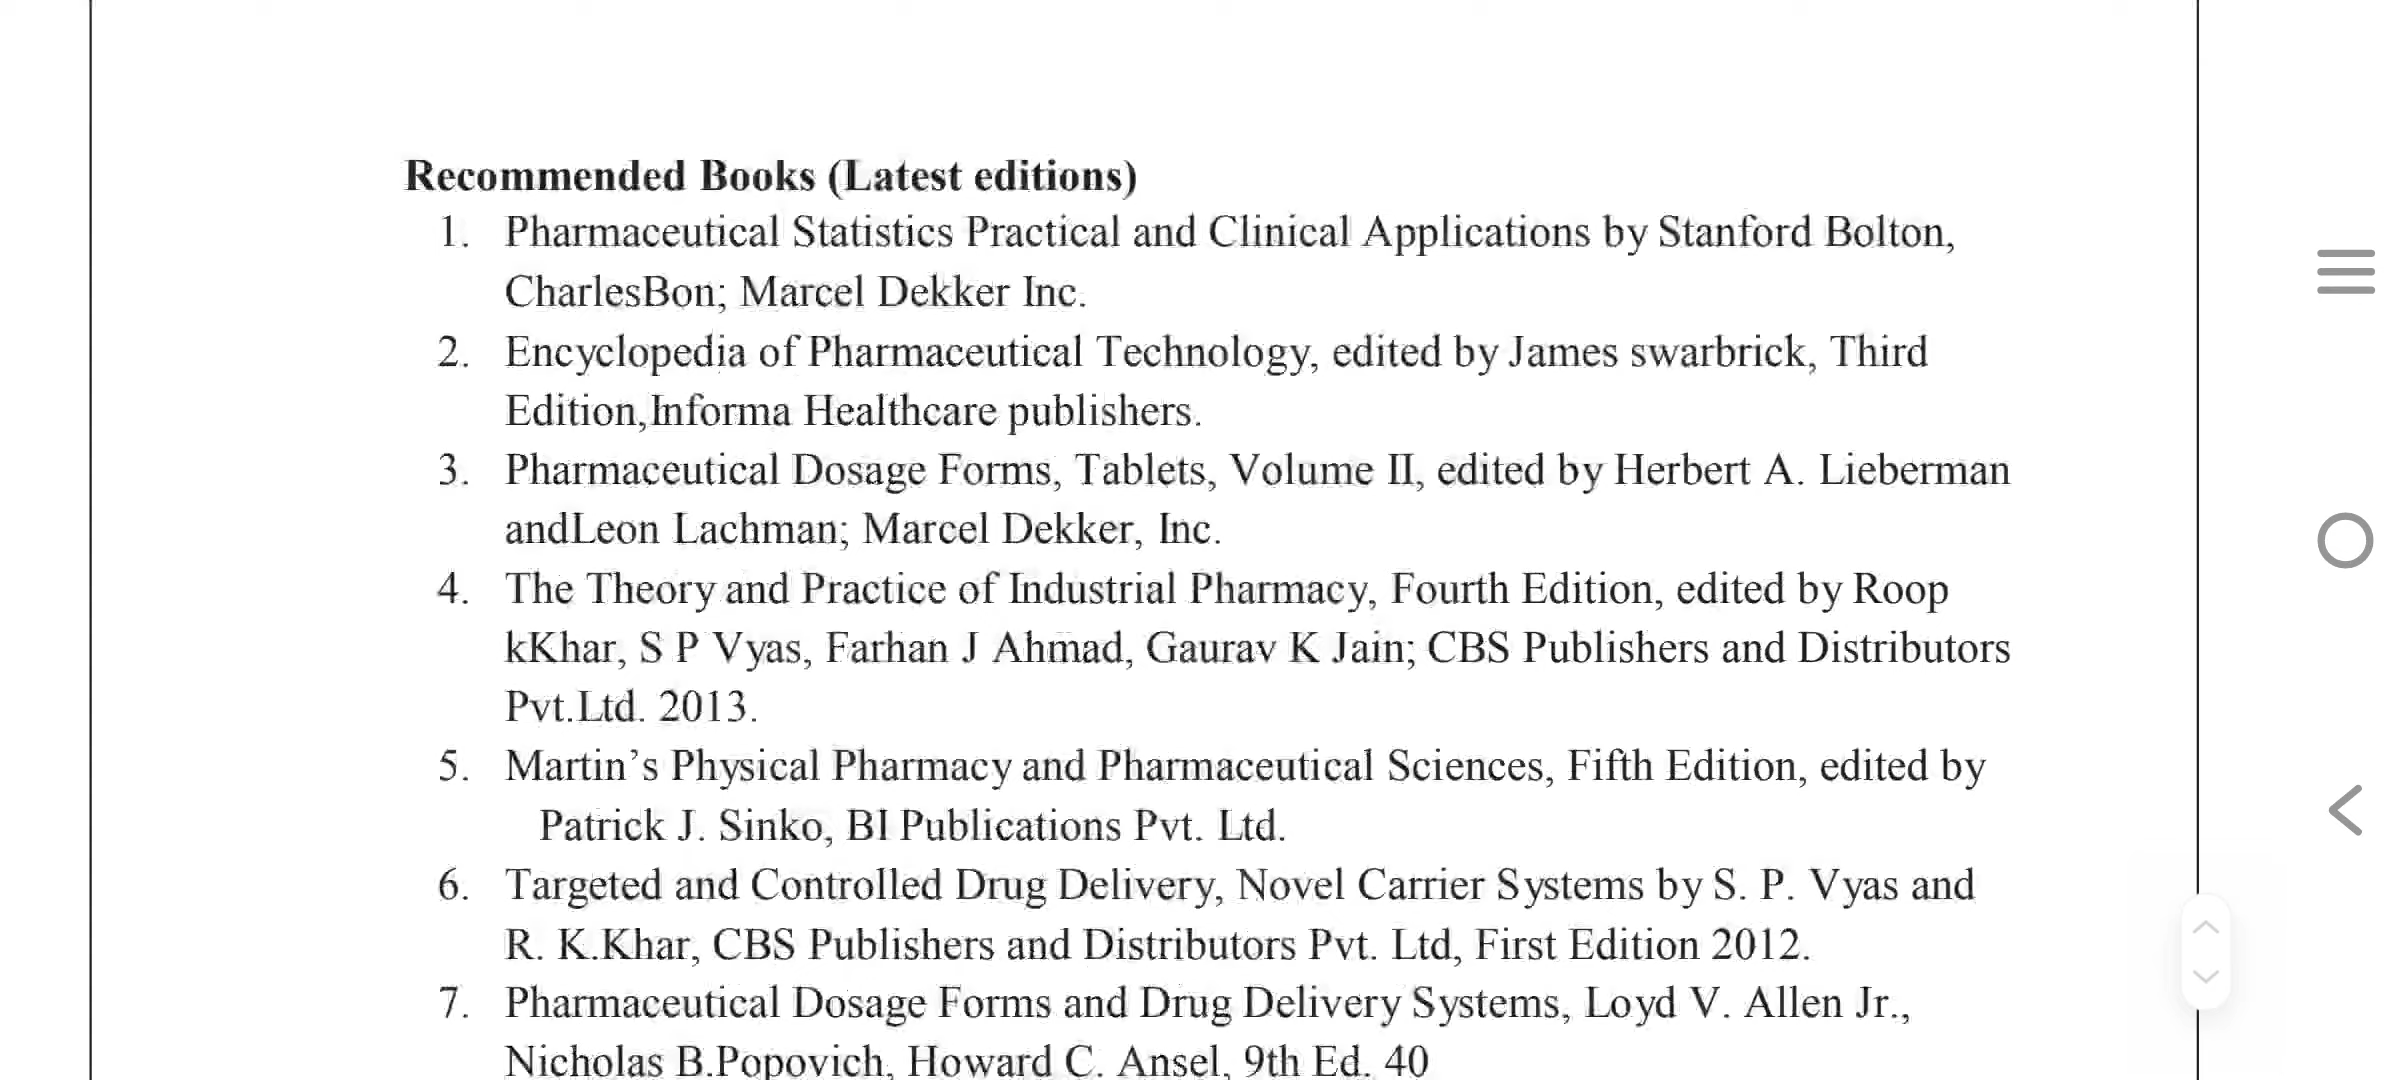 Recommended Books (Latest editions)
1. Pharmaceutical Statistics Practical and Clinical Applications by Stanford Bolton,
CharlesBon; Marcel Dekker Inc.
2. Encyclopedia of Pharmaceutical Technology, edited by James swarbrick, Third
Edition,Informa Healthcare publishers.
3. Pharmaceutical Dosage Forms, Tablets, Volume II, edited by Herbert A. Lieberman
andLeon Lachman; Marcel Dekker, Inc.
4. The Theory and Practice of Industrial Pharmacy, Fourth Edition, edited by Roop
kKhar, S P Vyas, Farhan J Ahmad, Gaurav K Jain; CBS Publishers and Distributors
Pvt.Ltd. 2013.
5. Martin’s Physical Pharmacy and Pharmaceutical Sciences, Fifth Edition, edited by
Patrick J. Sinko, BI Publications Pvt. Ltd.
6. Targeted and Controlled Drug Delivery, Novel Carrier Systems by S. P. Vyas and
R. K.Khar, CBS Publishers and Distributors Pvt. Ltd, First Edition 2012.
7. Pharmaceutical Dosage Forms and Drug Delivery Systems, Loyd V. Allen Jr.,
Nicholas B.Popovich, Howard C. Ansel, 9th Ed. 40